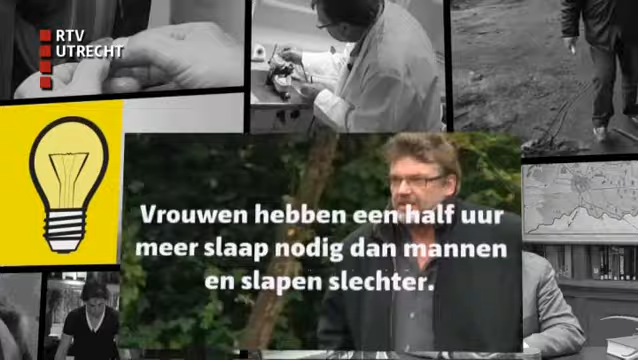 RTV
UTRECHT
Vrouwen hebben een half uur
meer slaap nodig dan mannen
en slapen slechter.